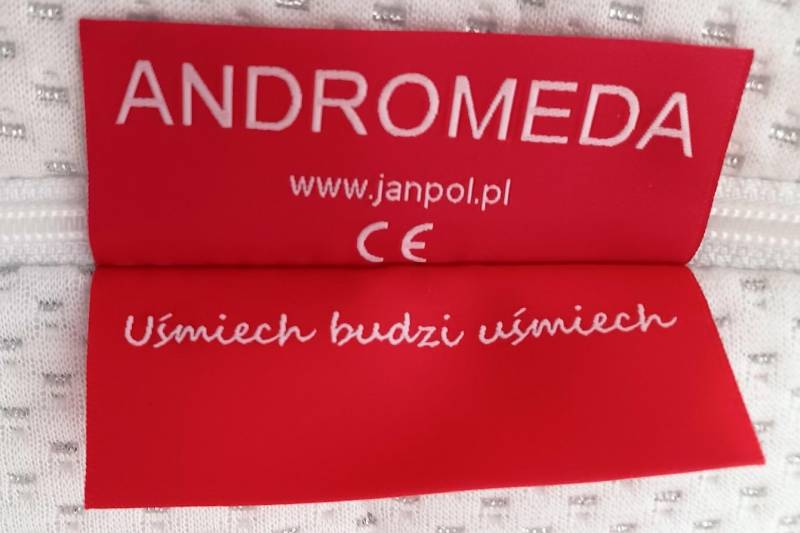 ANDROMEDA
www.janpol.pl
CE
Uśmiech budzi uśmiech